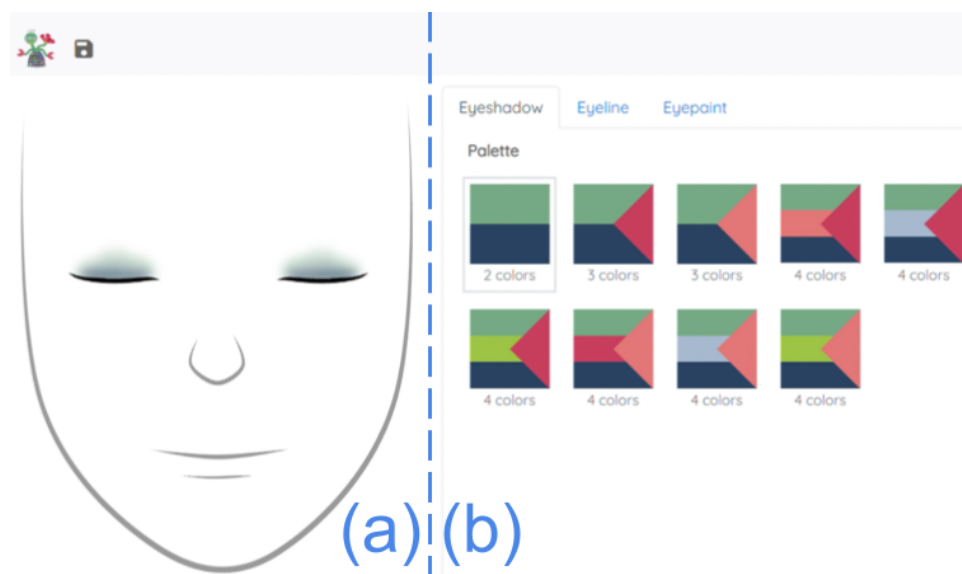 Eyeshadow Eyeline Eyepaint
Palette
2 colors 3 colors 3 colors 4 colors 4 colors
4 colors 4 colors 4 colors 4 colors
(a) (b)